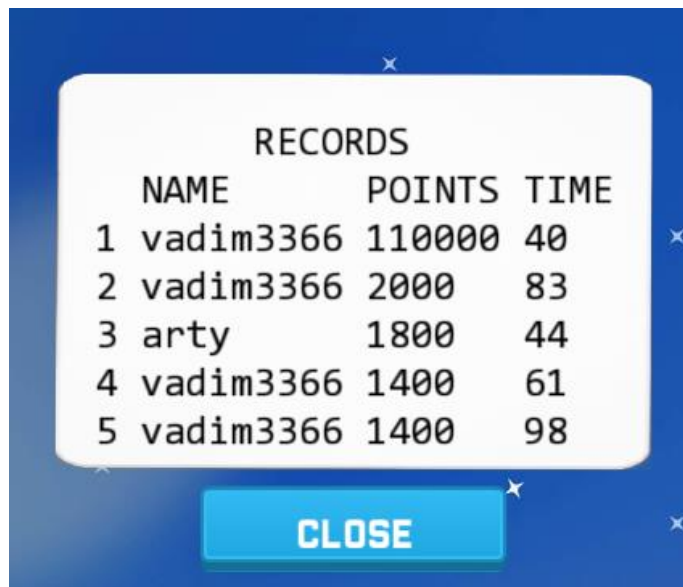 RECORDS
NAME POINTS TIME
1 vadim3366 110000 40
2 vadim3366 2000 83
3 arty 1800 44
4 vadim3366 1400 61
5 vadim3366 1400 98
CLOSE